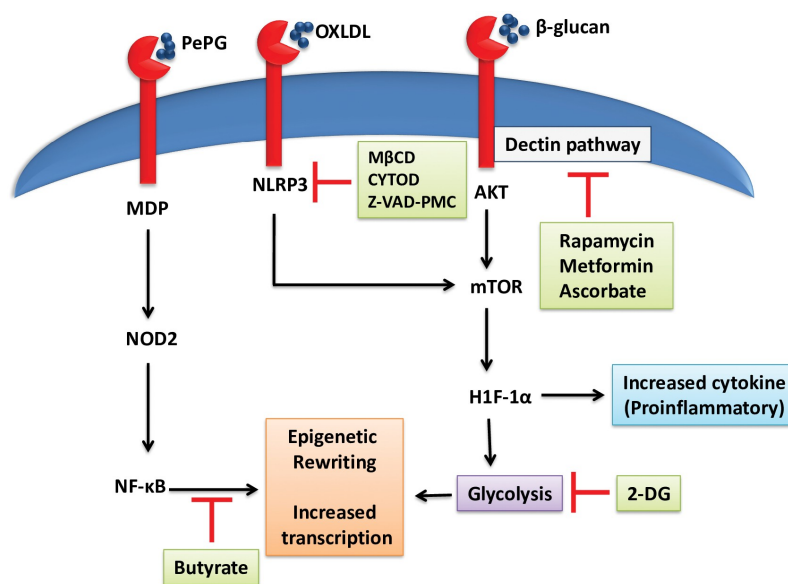 PePG
OXLDL
β-glucan
Dectin pathway
MβCD
CYTOD
Z-VAD-PMC
NLRP3
AKT
MDP
Rapamycin
Metformin
Ascorbate
mTOR
NOD2
H1F-1α
Increased cytokine
(Proinflammatory)
Epigenetic
Rewriting
Increased
transcription
NF-κB
Glycolysis
2-DG
Butyrate